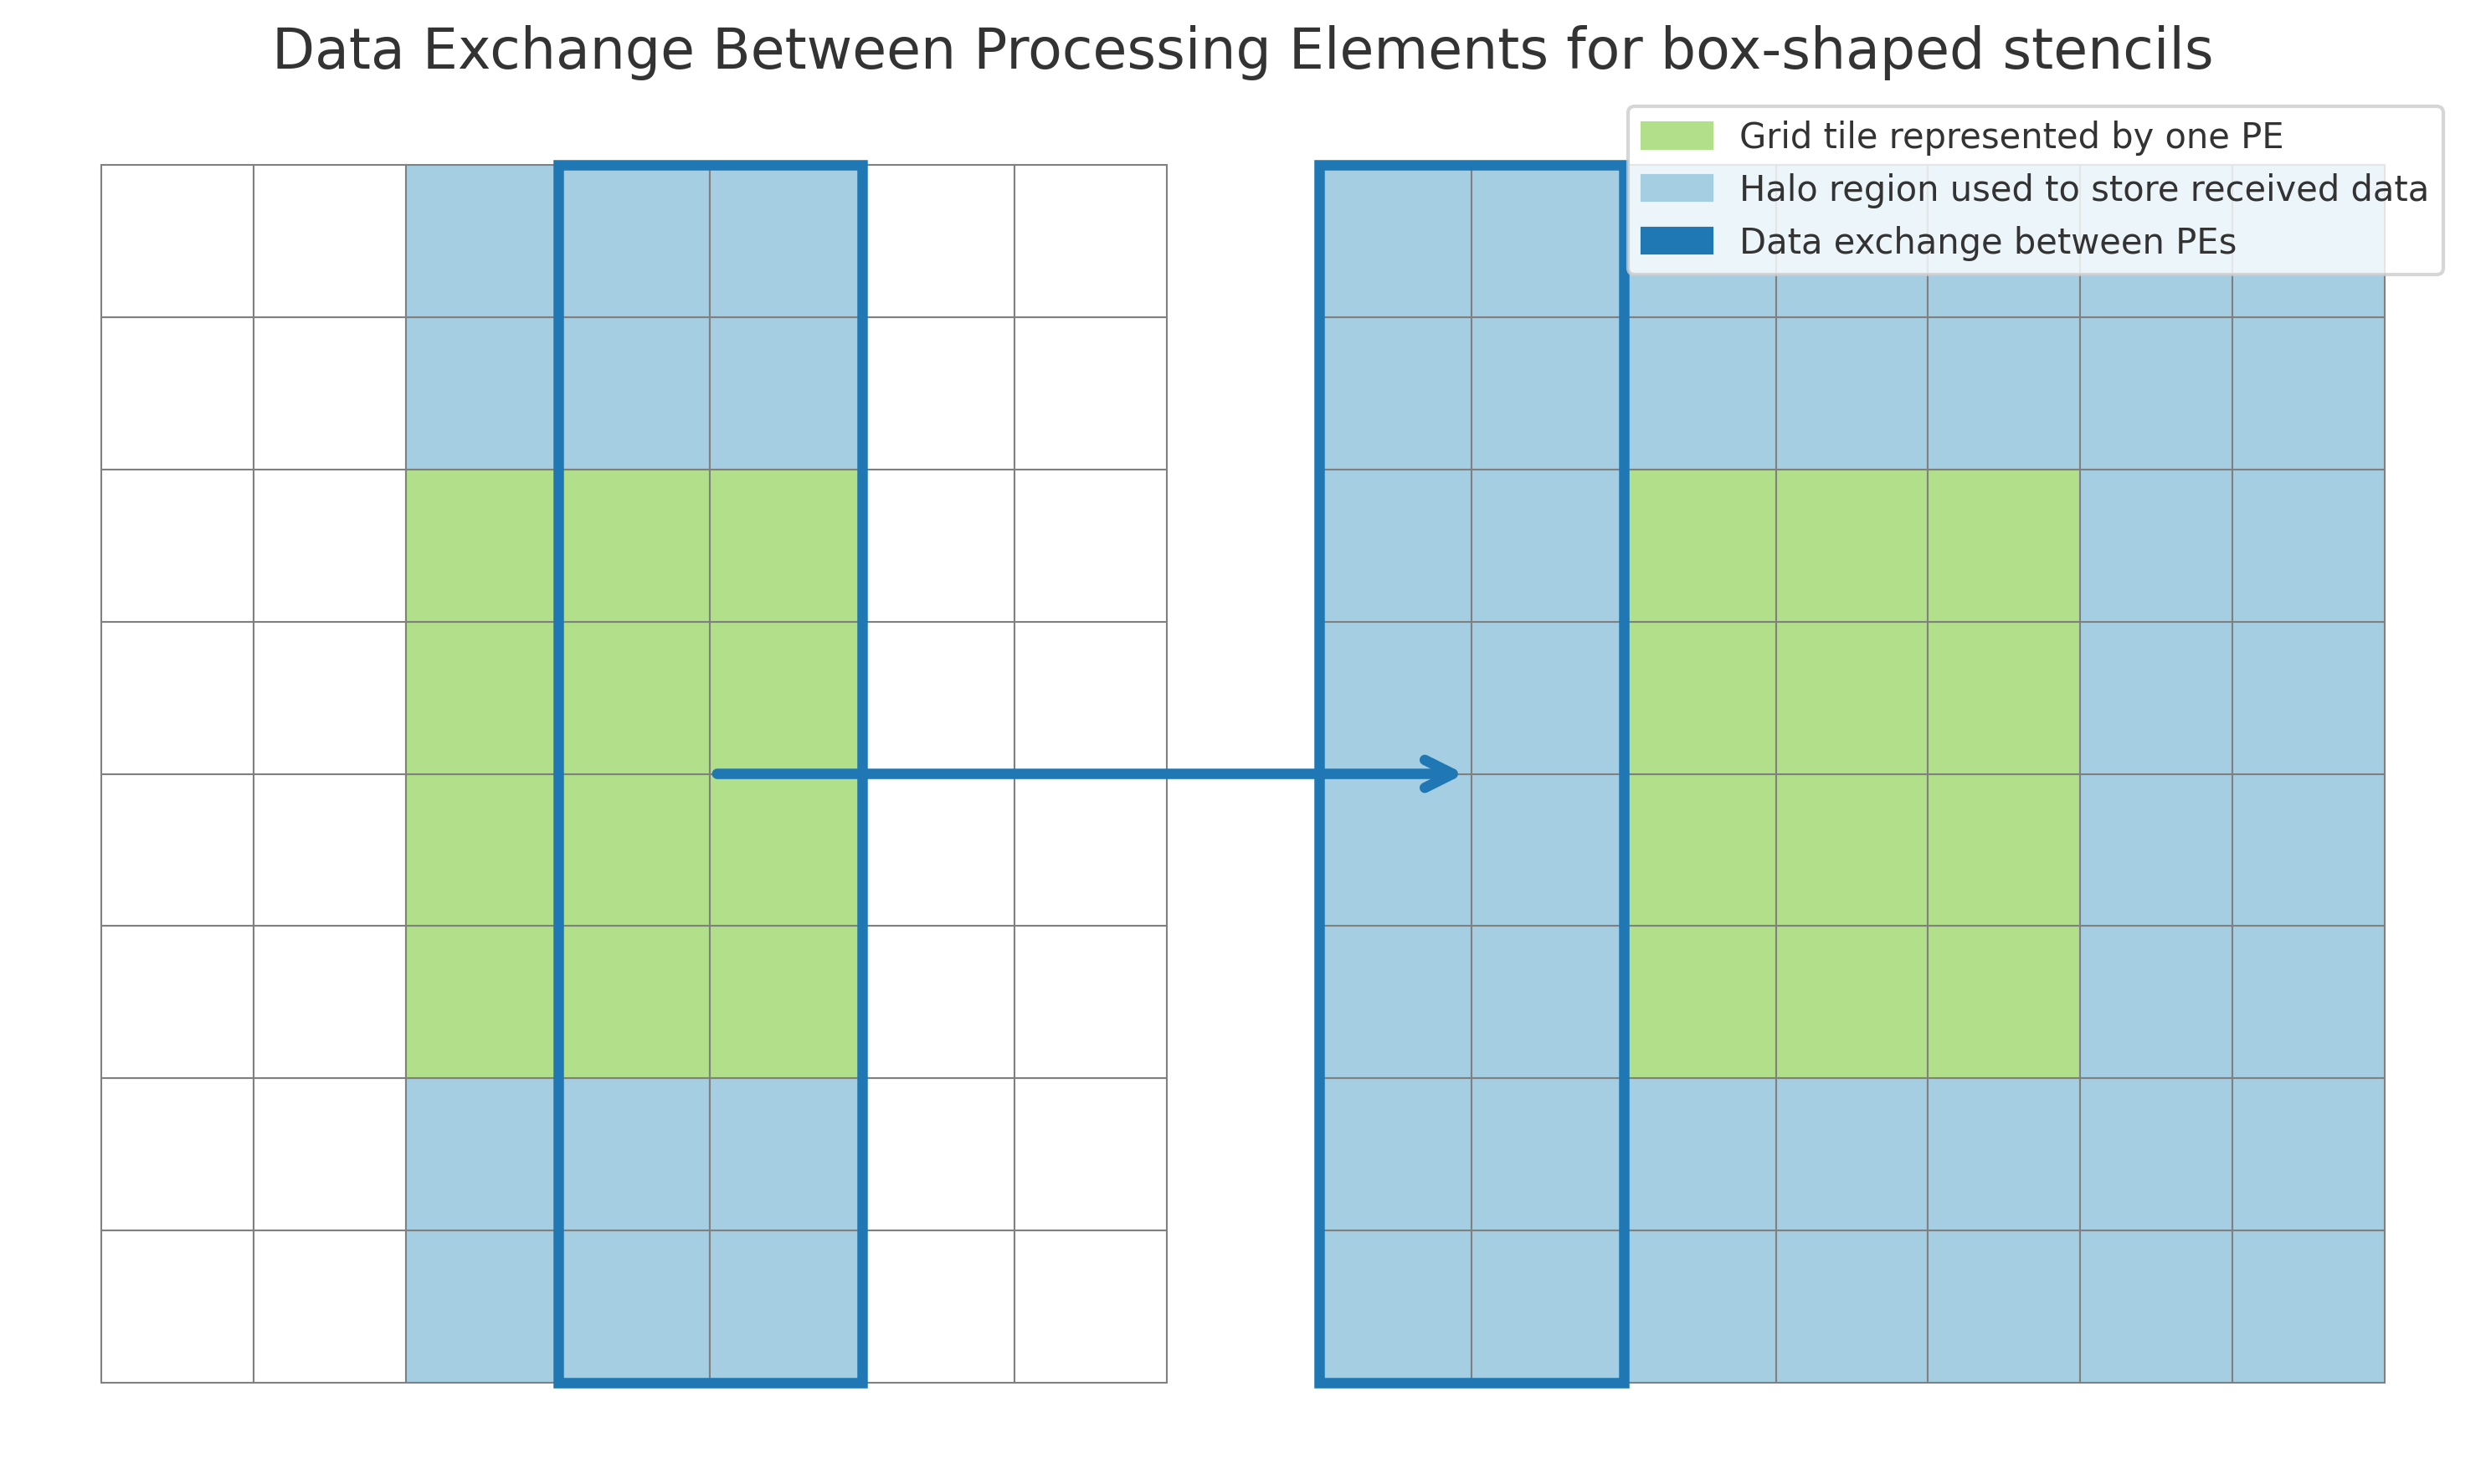 Data Exchange Between Processing Elements for box-shaped stencils
Grid tile represented by one PE
Halo region used to store received data
Data exchange between PEs